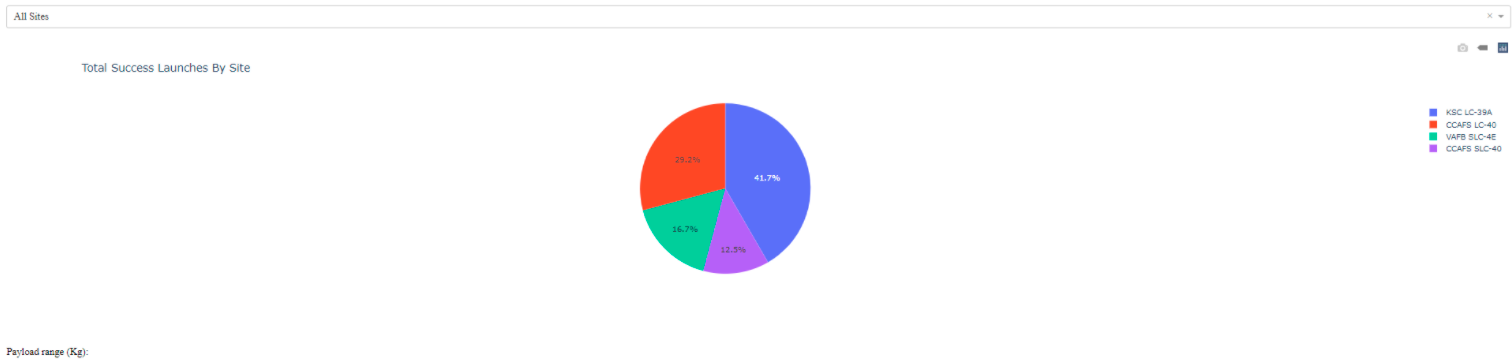 All Sites
Total Success Launches By Site
KSC LC-39A
CCAFS LC-40
VAFB SLC-4E
CCAFS SLC-40
29.2%
41.7%
16.7%
12.5%
Payload range (Kg):